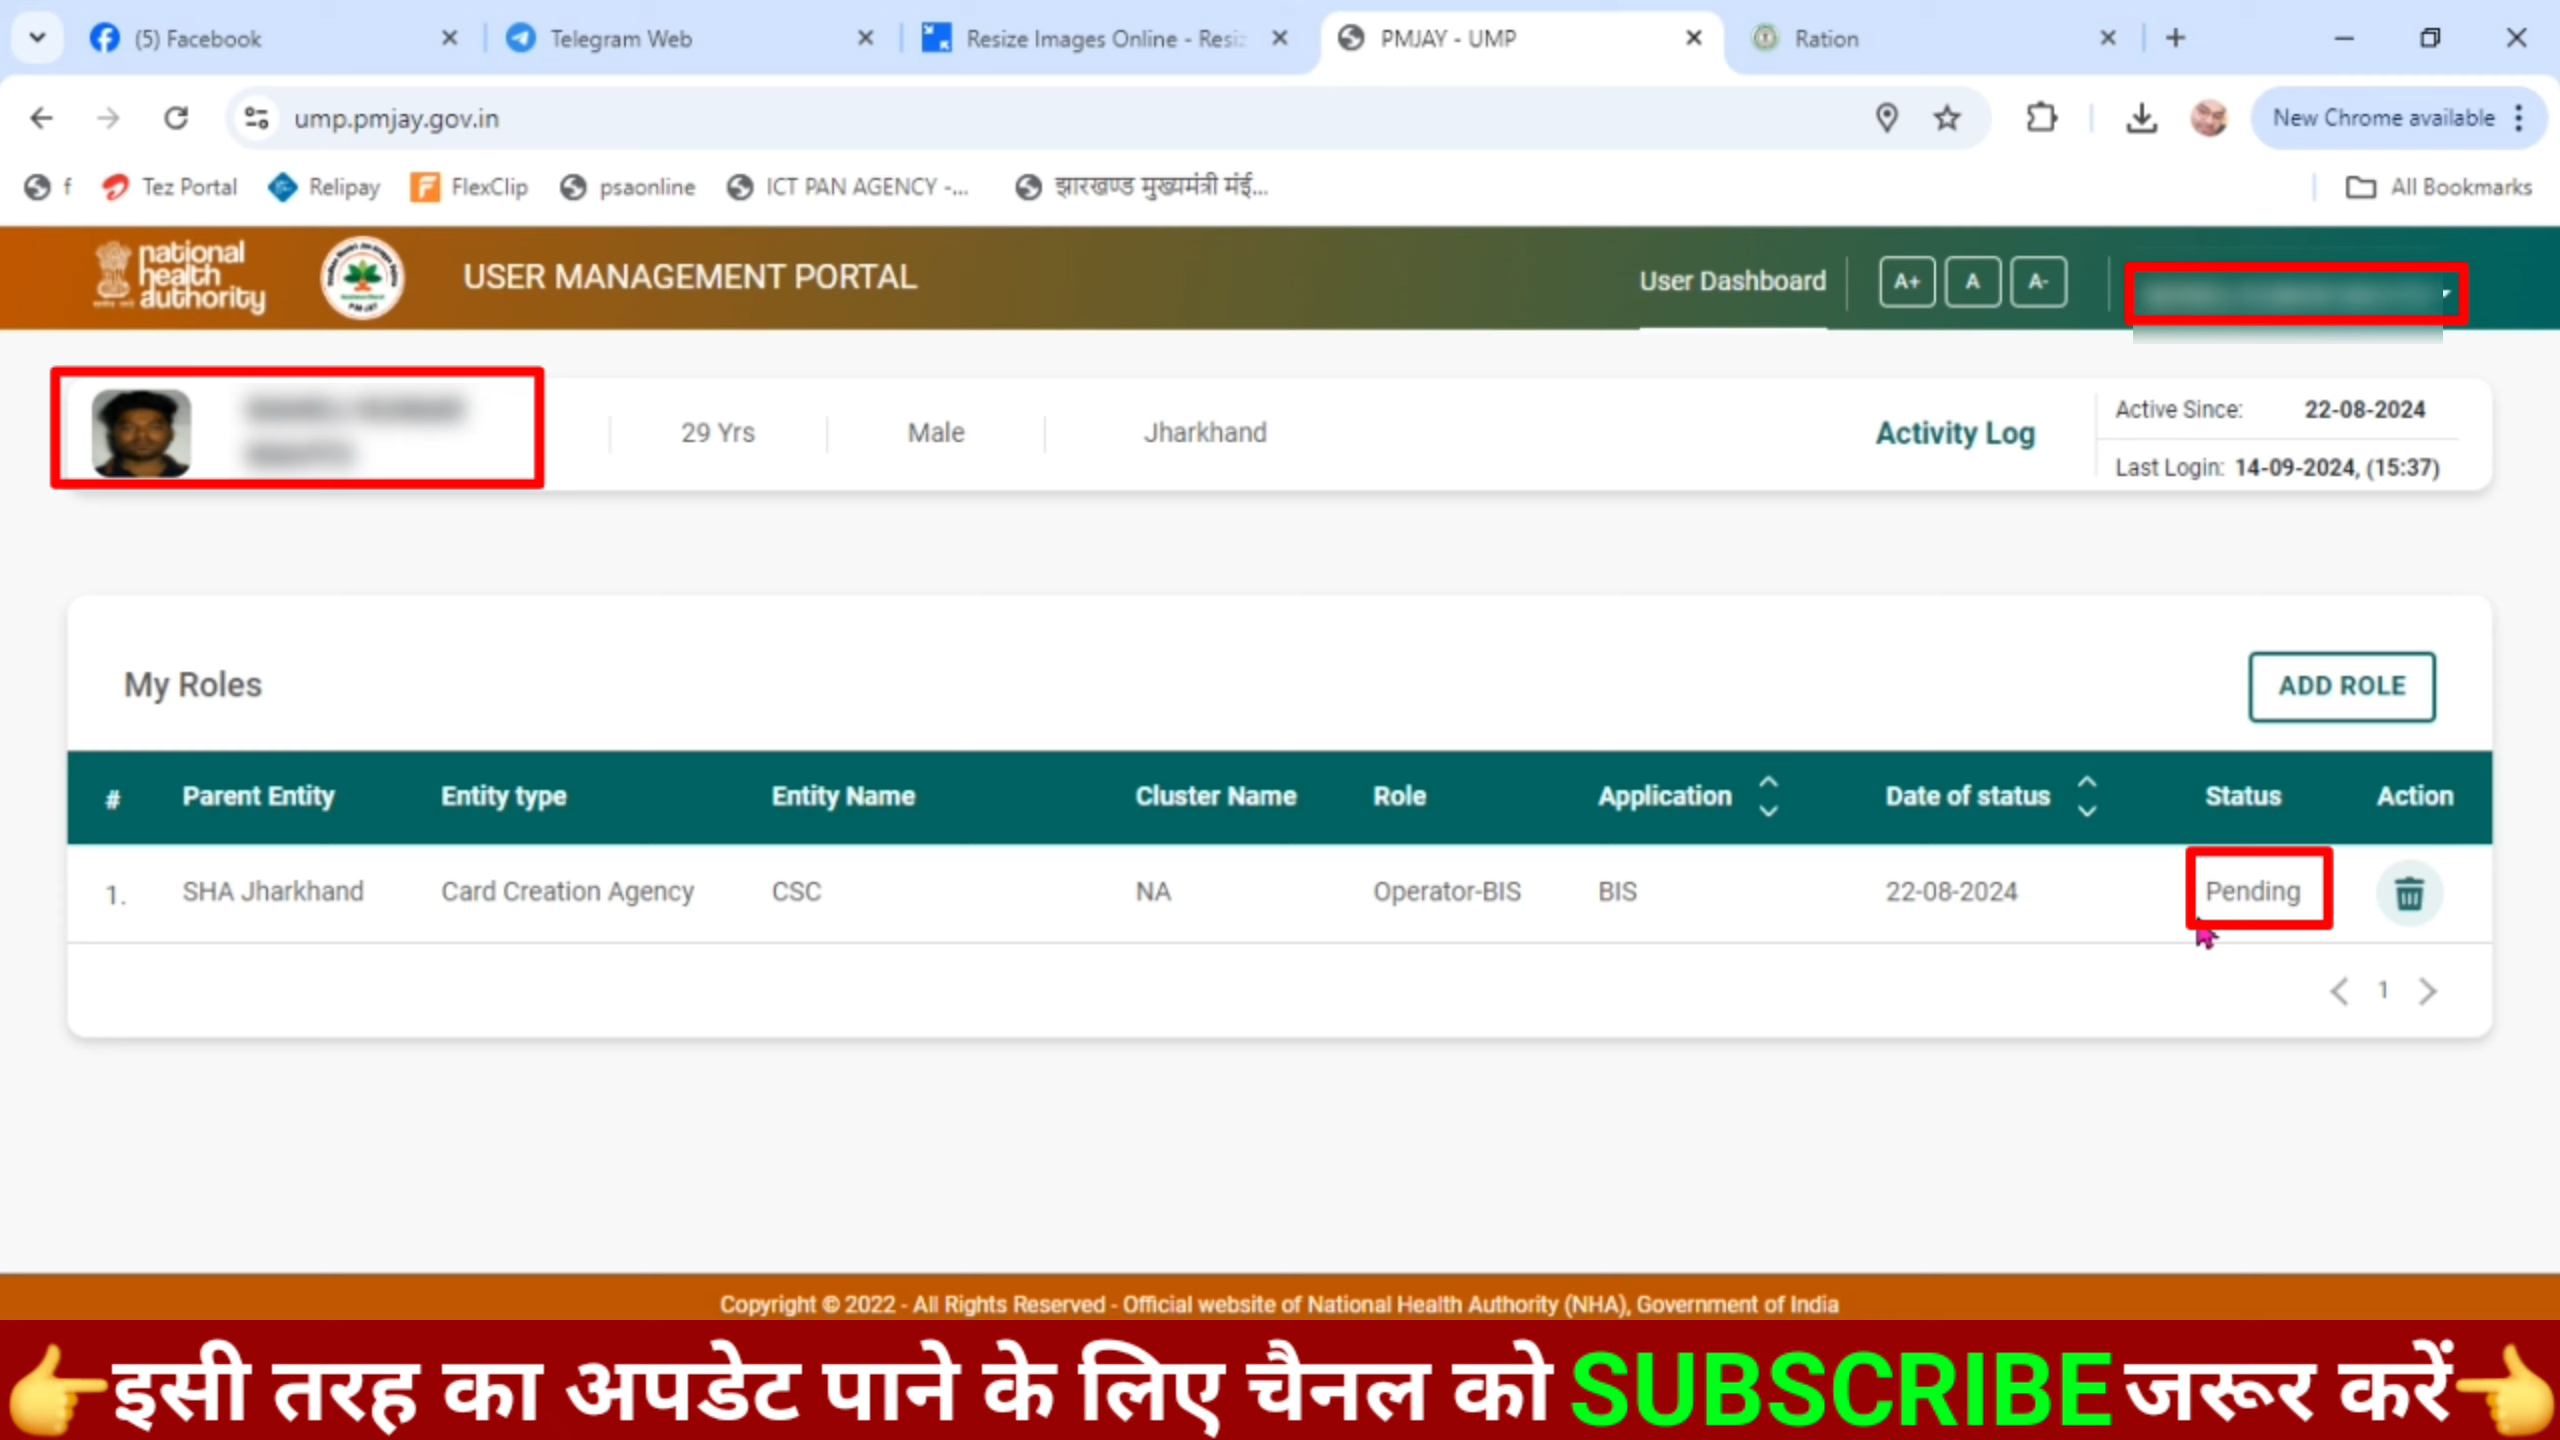 (5) Facebook
Telegram Web
Resize Images Online - Resiz
PMJAY - UMP
Ration
ump.pmjay.gov.in
New Chrome available
f
Tez Portal
Relipay
FlexClip
psaonline
ICT PAN AGENCY -...
झारखण्ड मुख्यमंत्री मंई...
All Bookmarks
national
health
authority
PM-JAY
USER MANAGEMENT PORTAL
User Dashboard
A+
A
A-
29 Yrs
Male
Jharkhand
Activity Log
Active Since: 22-08-2024
Last Login: 14-09-2024, (15:37)
My Roles
ADD ROLE
# Parent Entity Entity type Entity Name Cluster Name Role Application Date of status Status Action
1. SHA Jharkhand Card Creation Agency CSC NA Operator-BIS BIS 22-08-2024 Pending
1
Copyright © 2022 - All Rights Reserved - Official website of National Health Authority (NHA), Government of India
इसी तरह का अपडेट पाने के लिए चैनल को SUBSCRIBE जरूर करें